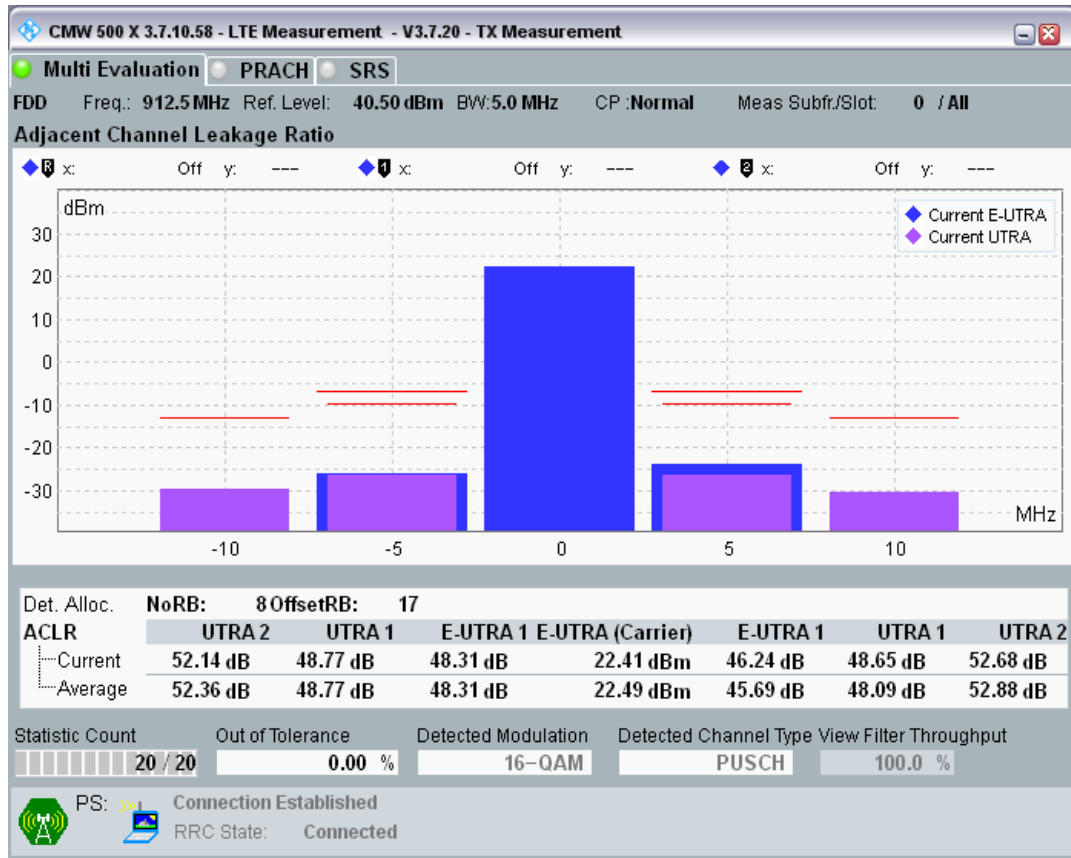 CMW 500 X 3.7.10.58 - LTE Measurement - V3.7.20 - TX Measurement
Multi Evaluation PRACH SRS
FDD Freq.: 912.5 MHz Ref. Level: 40.50 dBm BW: 5.0 MHz CP : Normal Meas Subfr./Slot: 0 / All
Adjacent Channel Leakage Ratio
R x: Off y: --- 1 x: Off y: --- 2 x: Off y: ---
dBm
Current E-UTRA
Current UTRA
30
20
10
0
-10
-20
-30
MHz
-10 -5 0 5 10
Det. Alloc. NoRB: 8 OffsetRB: 17
ACLR UTRA 2 UTRA 1 E-UTRA 1 E-UTRA (Carrier) E-UTRA 1 UTRA 1 UTRA 2
Current 52.14 dB 48.77 dB 48.31 dB 22.41 dBm 46.24 dB 48.65 dB 52.68 dB
Average 52.36 dB 48.77 dB 48.31 dB 22.49 dBm 45.69 dB 48.09 dB 52.88 dB
Statistic Count Out of Tolerance Detected Modulation Detected Channel Type View Filter Throughput
20 / 20 0.00 % 16-QAM PUSCH 100.0 %
PS: Connection Established
RRC State: Connected